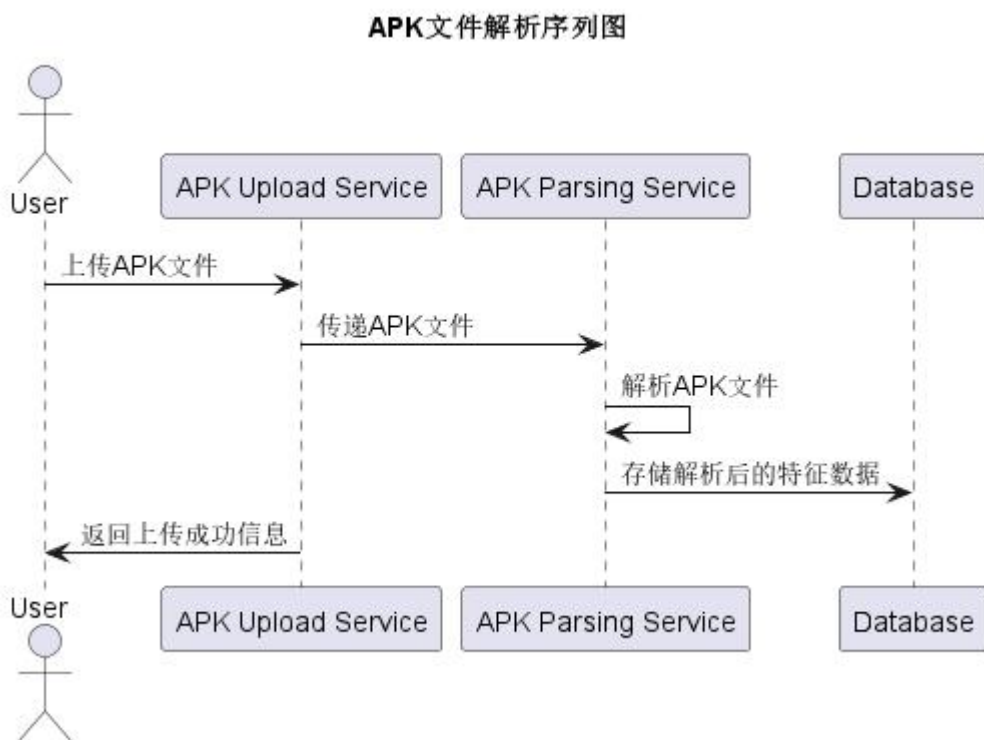 APK文件解析序列图
User
APK Upload Service
APK Parsing Service
Database
上传APK文件
传递APK文件
解析APK文件
存储解析后的特征数据
返回上传成功信息
User
APK Upload Service
APK Parsing Service
Database